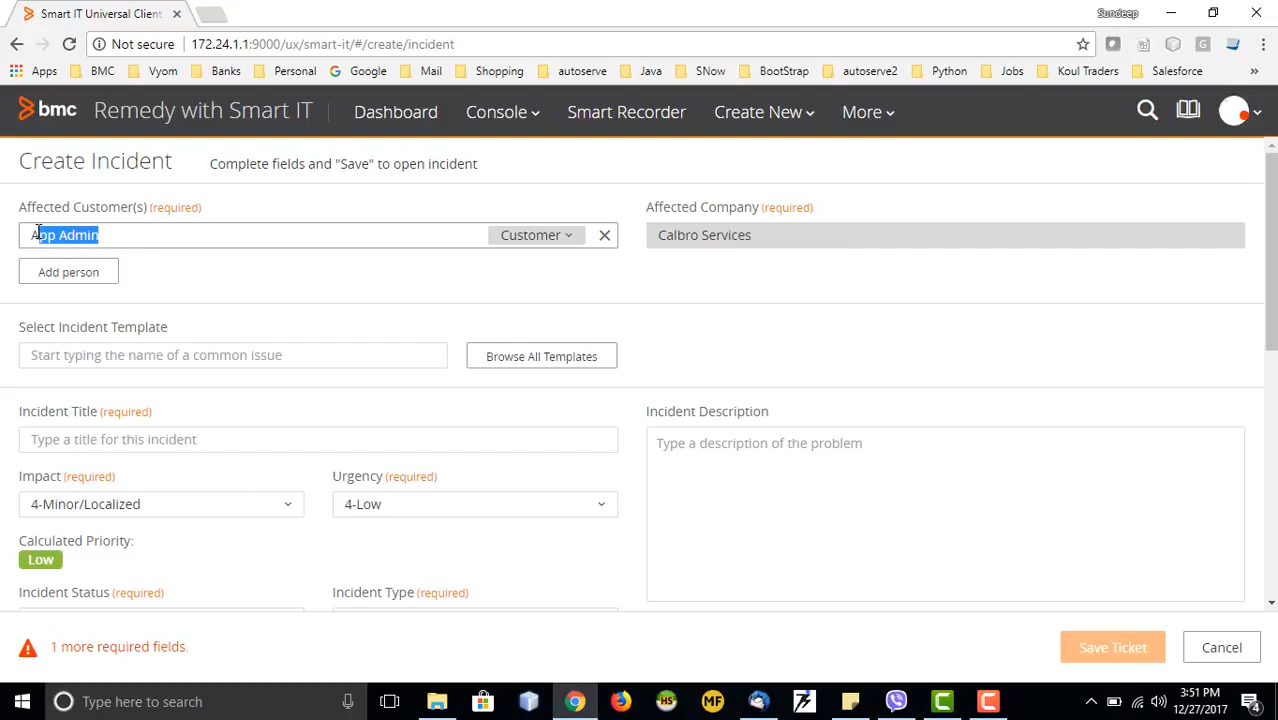 Smart IT Universal Client
Sundeep
Not secure | 172.24.1.1:9000/ux/smart-it/#/create/incident
Apps BMC Vyom Banks Personal Google Mail Shopping autoserve Java SNow BootStrap autoserve2 Python Jobs Koul Traders Salesforce »
bmc Remedy with Smart IT Dashboard Console Smart Recorder Create New More
Create Incident Complete fields and "Save" to open incident
Affected Customer(s) (required) Affected Company (required)
App Admin Customer Calbro Services
Add person
Select Incident Template
Start typing the name of a common issue Browse All Templates
Incident Title (required) Incident Description
Type a title for this incident Type a description of the problem
Impact (required) Urgency (required)
4-Minor/Localized 4-Low
Calculated Priority:
Low
Incident Status (required) Incident Type (required)
1 more required fields. Save Ticket Cancel
Type here to search HS MF 3:51 PM
12/27/2017 4